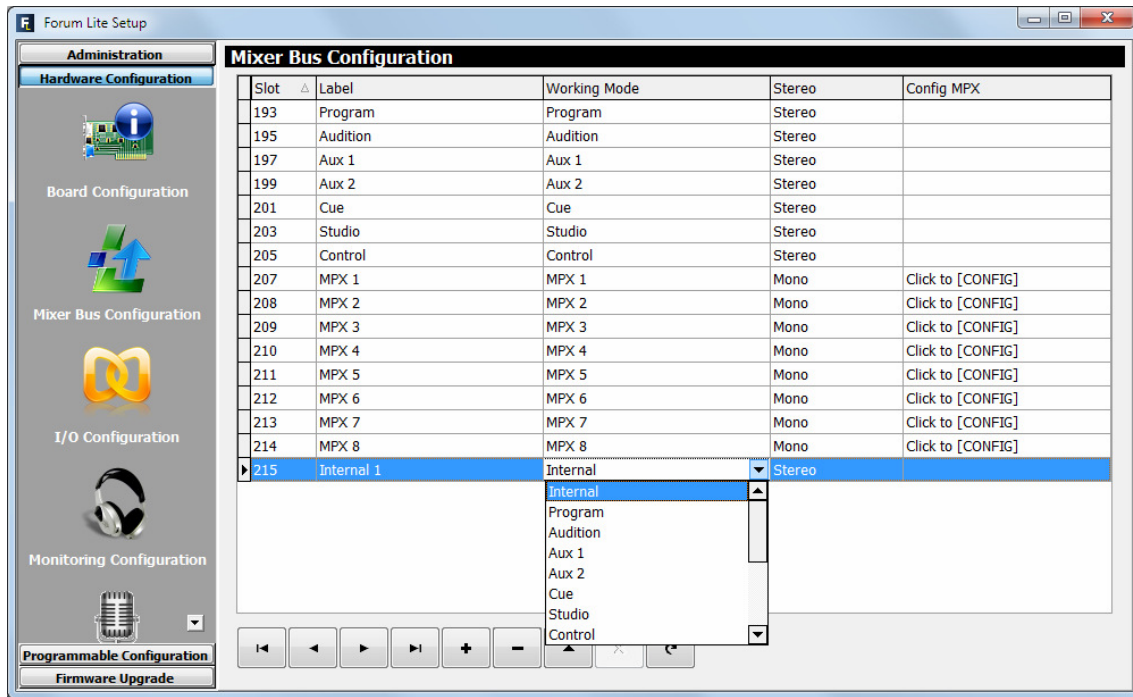 Forum Lite Setup
Administration
Hardware Configuration
Board Configuration
Mixer Bus Configuration
I/O Configuration
Monitoring Configuration
Programmable Configuration
Firmware Upgrade
Mixer Bus Configuration
Slot Label Working Mode Stereo Config MPX
193 Program Program Stereo
195 Audition Audition Stereo
197 Aux 1 Aux 1 Stereo
199 Aux 2 Aux 2 Stereo
201 Cue Cue Stereo
203 Studio Studio Stereo
205 Control Control Stereo
207 MPX 1 MPX 1 Mono Click to [CONFIG]
208 MPX 2 MPX 2 Mono Click to [CONFIG]
209 MPX 3 MPX 3 Mono Click to [CONFIG]
210 MPX 4 MPX 4 Mono Click to [CONFIG]
211 MPX 5 MPX 5 Mono Click to [CONFIG]
212 MPX 6 MPX 6 Mono Click to [CONFIG]
213 MPX 7 MPX 7 Mono Click to [CONFIG]
214 MPX 8 MPX 8 Mono Click to [CONFIG]
215 Internal 1 Internal Stereo
Internal
Program
Audition
Aux 1
Aux 2
Cue
Studio
Control